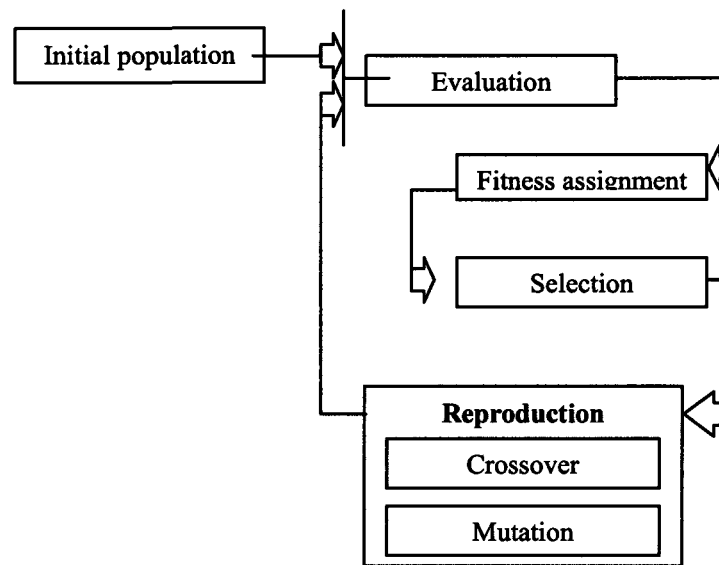 Initial population
Evaluation
Fitness assignment
Selection
Reproduction
Crossover
Mutation